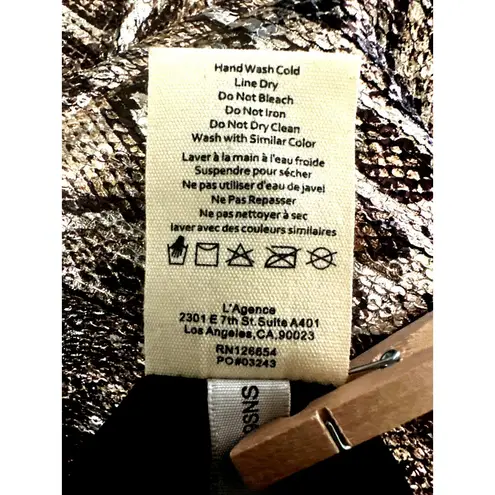 Hand Wash Cold
Line Dry
Do Not Bleach
Do Not Iron
Do Not Dry Clean
Wash with Similar Color
Laver à la main à l'eau froide
Suspendre pour sécher
Ne pas utiliser d'eau de javel
Ne Pas Repasser
Ne pas nettoyer à sec
laver avec des couleurs similaires
L'Agence
2301 E 7th St.Suite A401
Los Angeles,CA.90023
RN126654
PO#03243